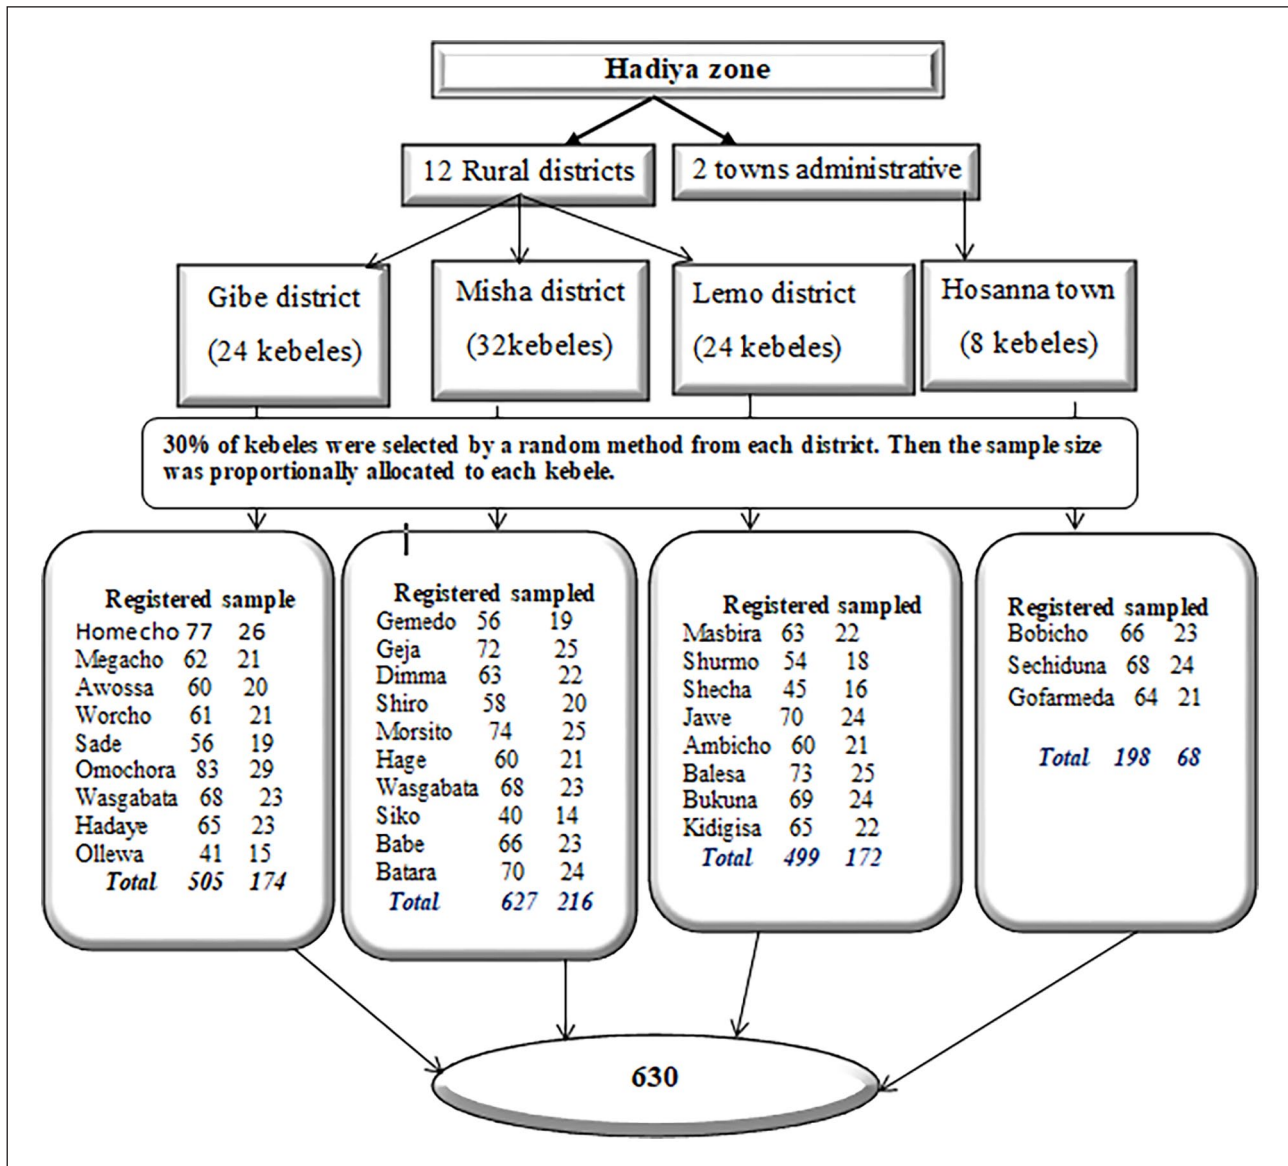 Hadiya zone
12 Rural districts
2 towns administrative
Gibe district
(24 kebeles)
Misha district
(32kebeles)
Lemo district
(24 kebeles)
Hosanna town
(8 kebeles)
30% of kebeles were selected by a random method from each district. Then the sample size
was proportionally allocated to each kebele.
Registered sample
Homecho 77 26
Megacho 62 21
Awossa 60 20
Worcho 61 21
Sade 56 19
Omochora 83 29
Wasgabata 68 23
Hadaye 65 23
Ollewa 41 15
Total 505 174
Registered sampled
Gemedo 56 19
Geja 72 25
Dimma 63 22
Shiro 58 20
Morsito 74 25
Hage 60 21
Wasgabata 68 23
Siko 40 14
Babe 66 23
Batara 70 24
Total 627 216
Registered sampled
Masbira 63 22
Shurmo 54 18
Shecha 45 16
Jawe 70 24
Ambicho 60 21
Balesa 73 25
Bukuna 69 24
Kidigisa 65 22
Total 499 172
Registered sampled
Bobicho 66 23
Sechiduna 68 24
Gofarmeda 64 21
Total 198 68
630